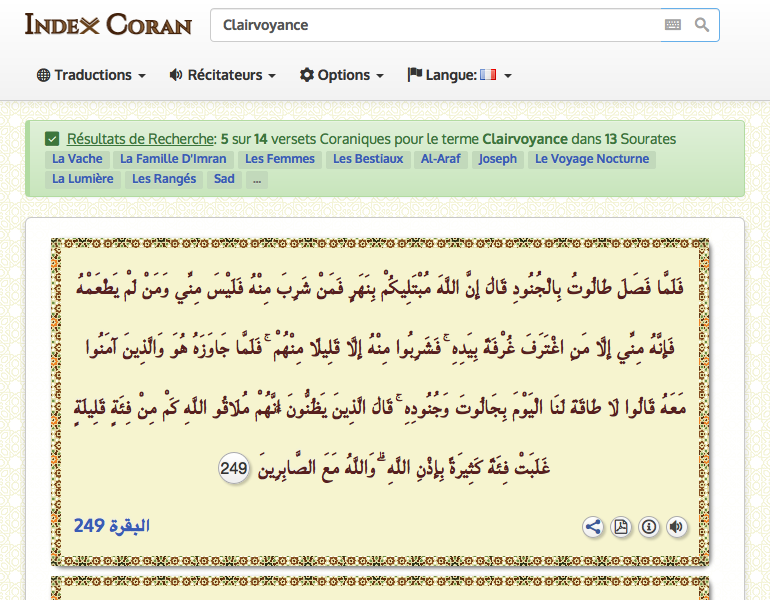 Index Coran
Clairvoyance
Traductions Récitateurs Options Langue:
Résultats de Recherche: 5 sur 14 versets Coraniques pour le terme Clairvoyance dans 13 Sourates
La Vache La Famille D'Imran Les Femmes Les Bestiaux Al-Araf Joseph Le Voyage Nocturne
La Lumière Les Rangés Sad ...
فَلَمَّا فَصَلَ طَالُوتُ بِالْجُنُودِ قَالَ إِنَّ اللَّهَ مُبْتَلِيكُمْ بِنَهَرٍ فَمَنْ شَرِبَ مِنْهُ فَلَيْسَ مِنِّي وَمَنْ لَمْ يَطْعَمْهُ
فَإِنَّهُ مِنِّي إِلَّا مَنِ اغْتَرَفَ غُرْفَةً بِيَدِهِ ۚ فَشَرِبُوا مِنْهُ إِلَّا قَلِيلًا مِنْهُمْ ۚ فَلَمَّا جَاوَزَهُ هُوَ وَالَّذِينَ آمَنُوا
مَعَهُ قَالُوا لَا طَاقَةَ لَنَا الْيَوْمَ بِجَالُوتَ وَجُنُودِهِ ۚ قَالَ الَّذِينَ يَظُنُّونَ أَنَّهُمْ مُلَاقُو اللَّهِ كَمْ مِنْ فِئَةٍ قَلِيلَةٍ
غَلَبَتْ فِئَةً كَثِيرَةً بِإِذْنِ اللَّهِ ۗ وَاللَّهُ مَعَ الصَّابِرِينَ 249
البقرة 249